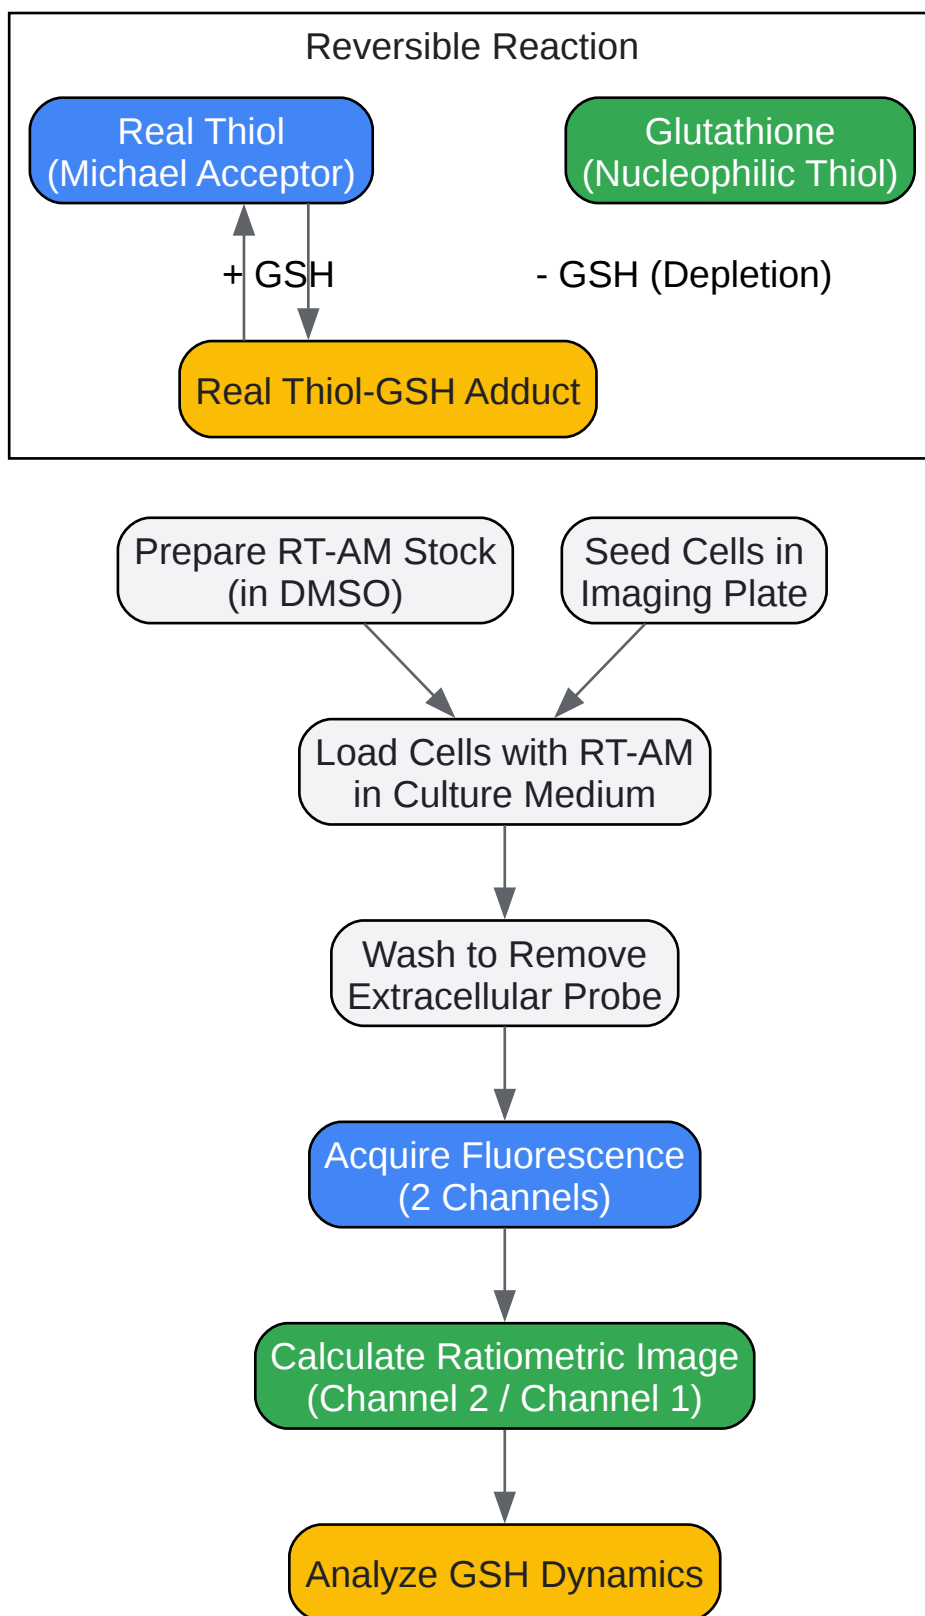 Reversible Reaction
Real Thiol
(Michael Acceptor)
Glutathione
(Nucleophilic Thiol)
+ GSH
- GSH (Depletion)
Real Thiol-GSH Adduct
Prepare RT-AM Stock
(in DMSO)
Seed Cells in
Imaging Plate
Load Cells with RT-AM
in Culture Medium
Wash to Remove
Extracellular Probe
Acquire Fluorescence
(2 Channels)
Calculate Ratiometric Image
(Channel 2 / Channel 1)
Analyze GSH Dynamics